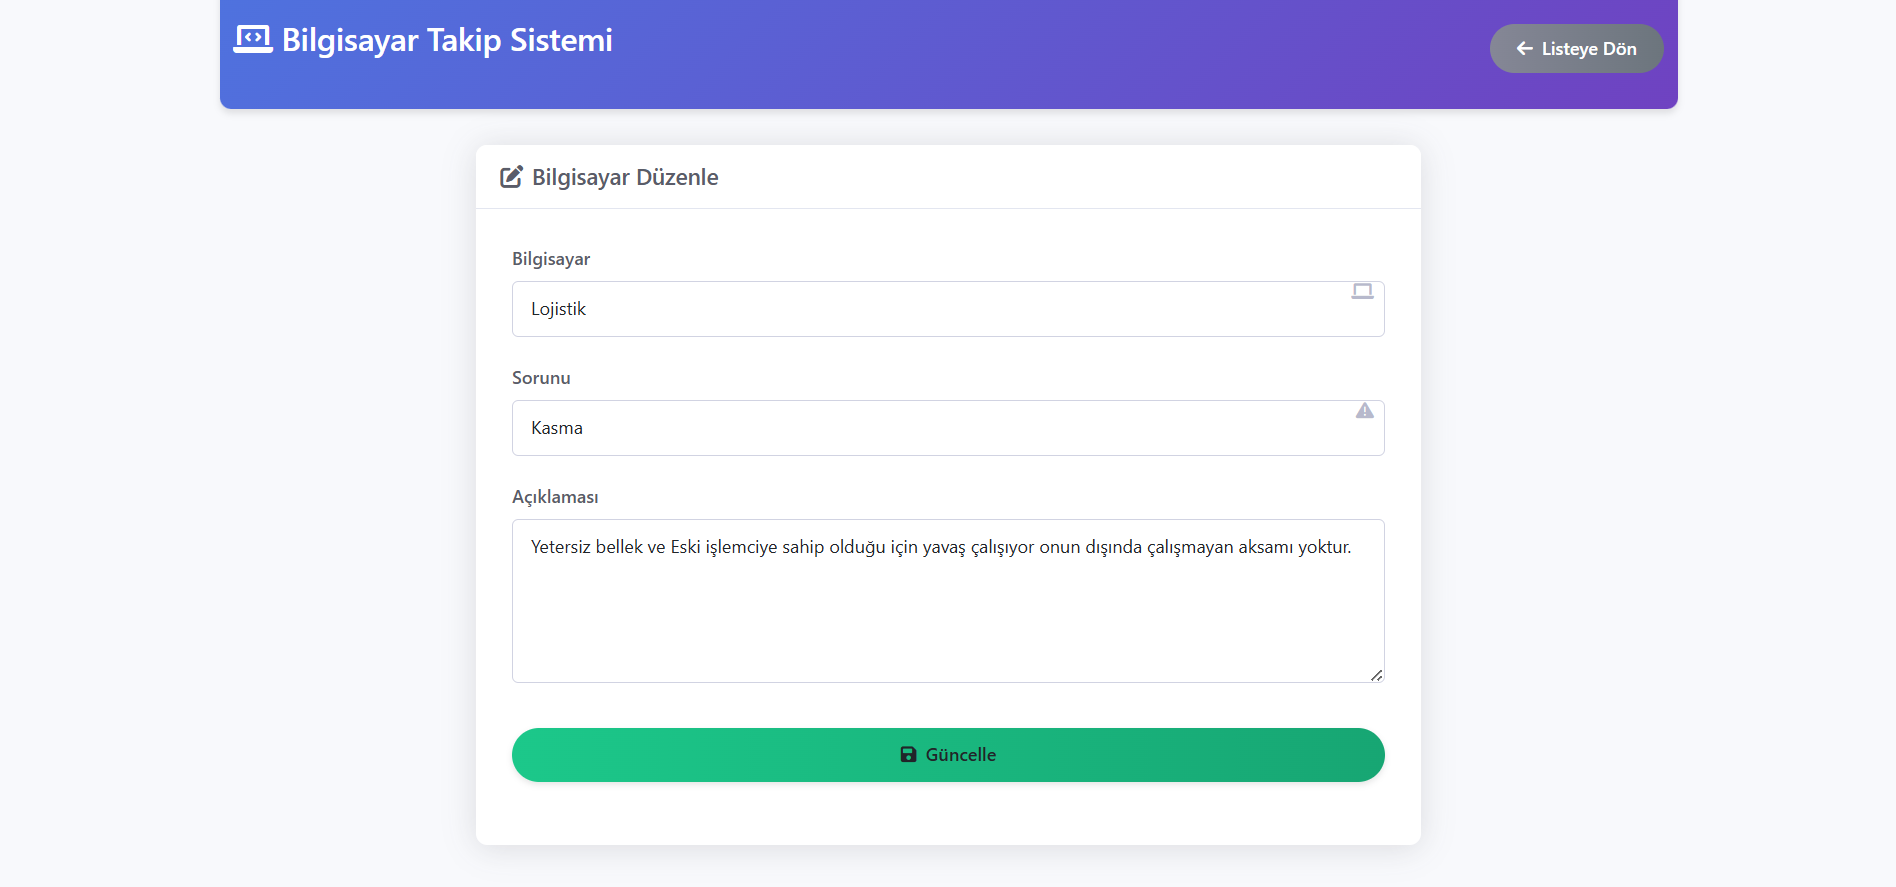 Bilgisayar Takip Sistemi
Listeye Dön
Bilgisayar Düzenle
Bilgisayar
Lojistik
Sorunu
Kasma
Açıklaması
Yetersiz bellek ve Eski işlemciye sahip olduğu için yavaş çalışıyor onun dışında çalışmayan aksamı yoktur.
Güncelle